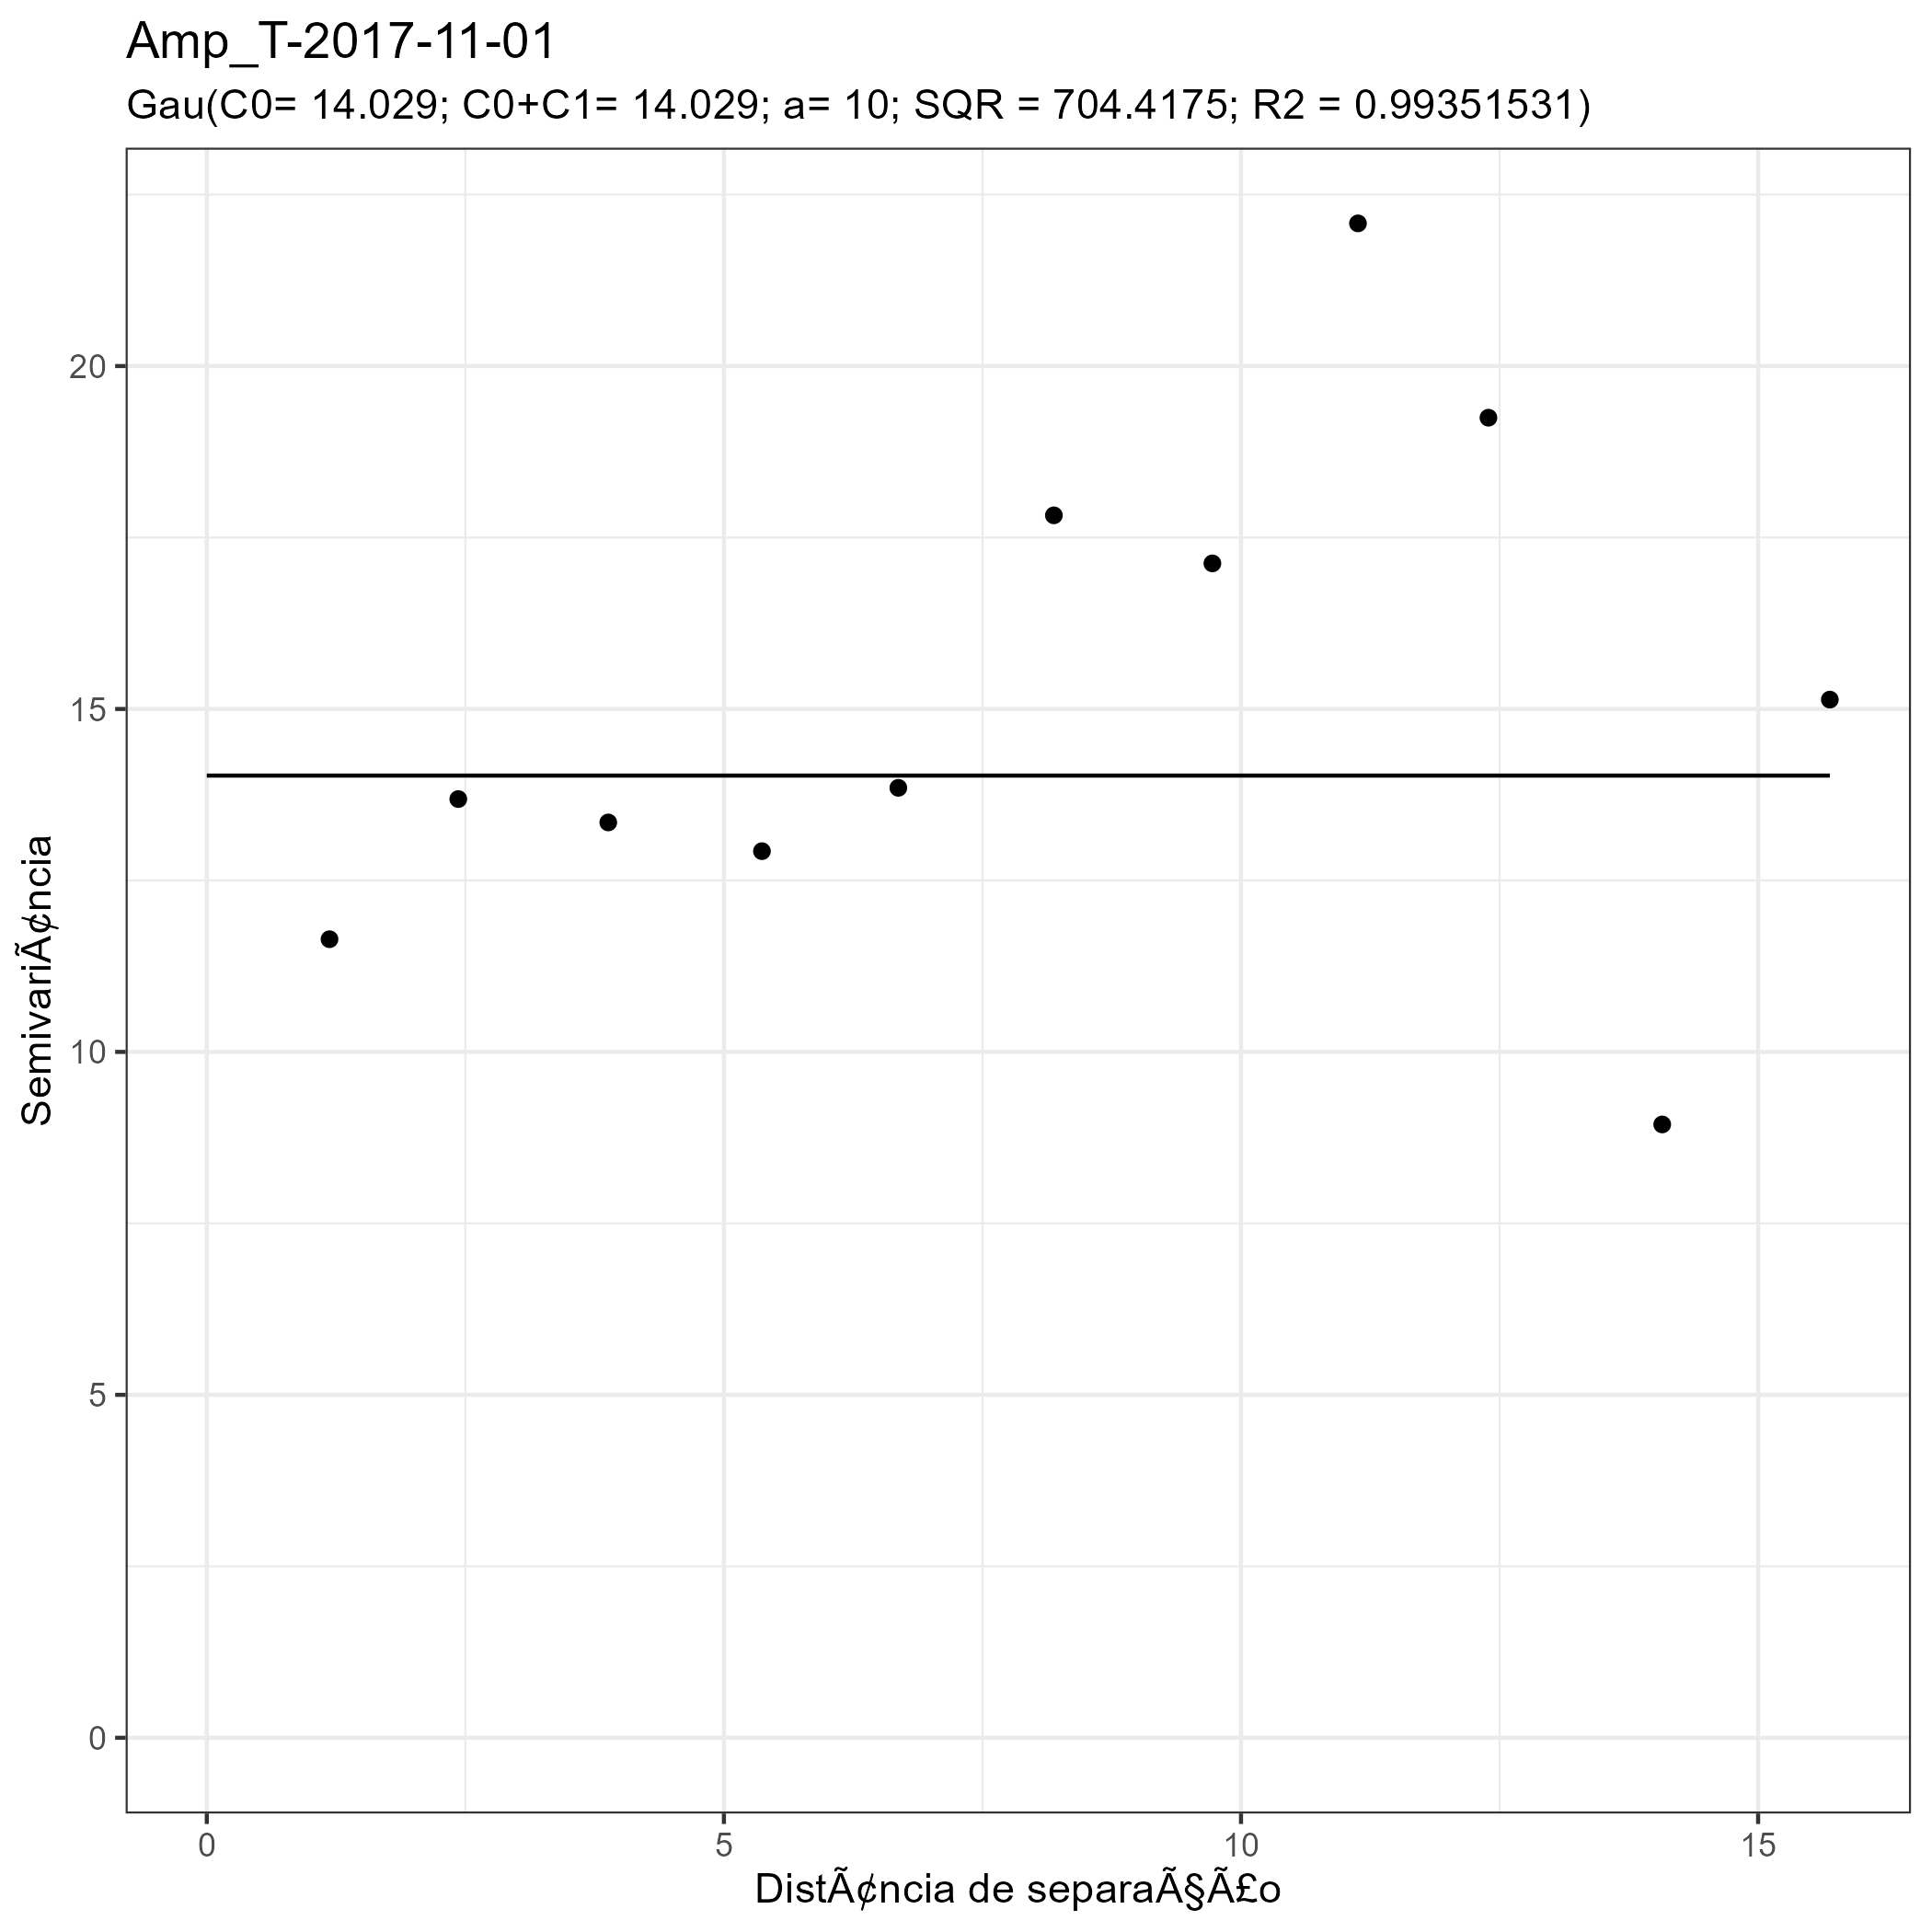 Amp_T-2017-11-01
Gau(C0= 14.029; C0+C1= 14.029; a= 10; SQR = 704.4175; R2 = 0.99351531)
SemivariÃ¢ncia
20
15
10
5
0
0 5 10 15
DistÃ¢ncia de separaÃ§Ã£o